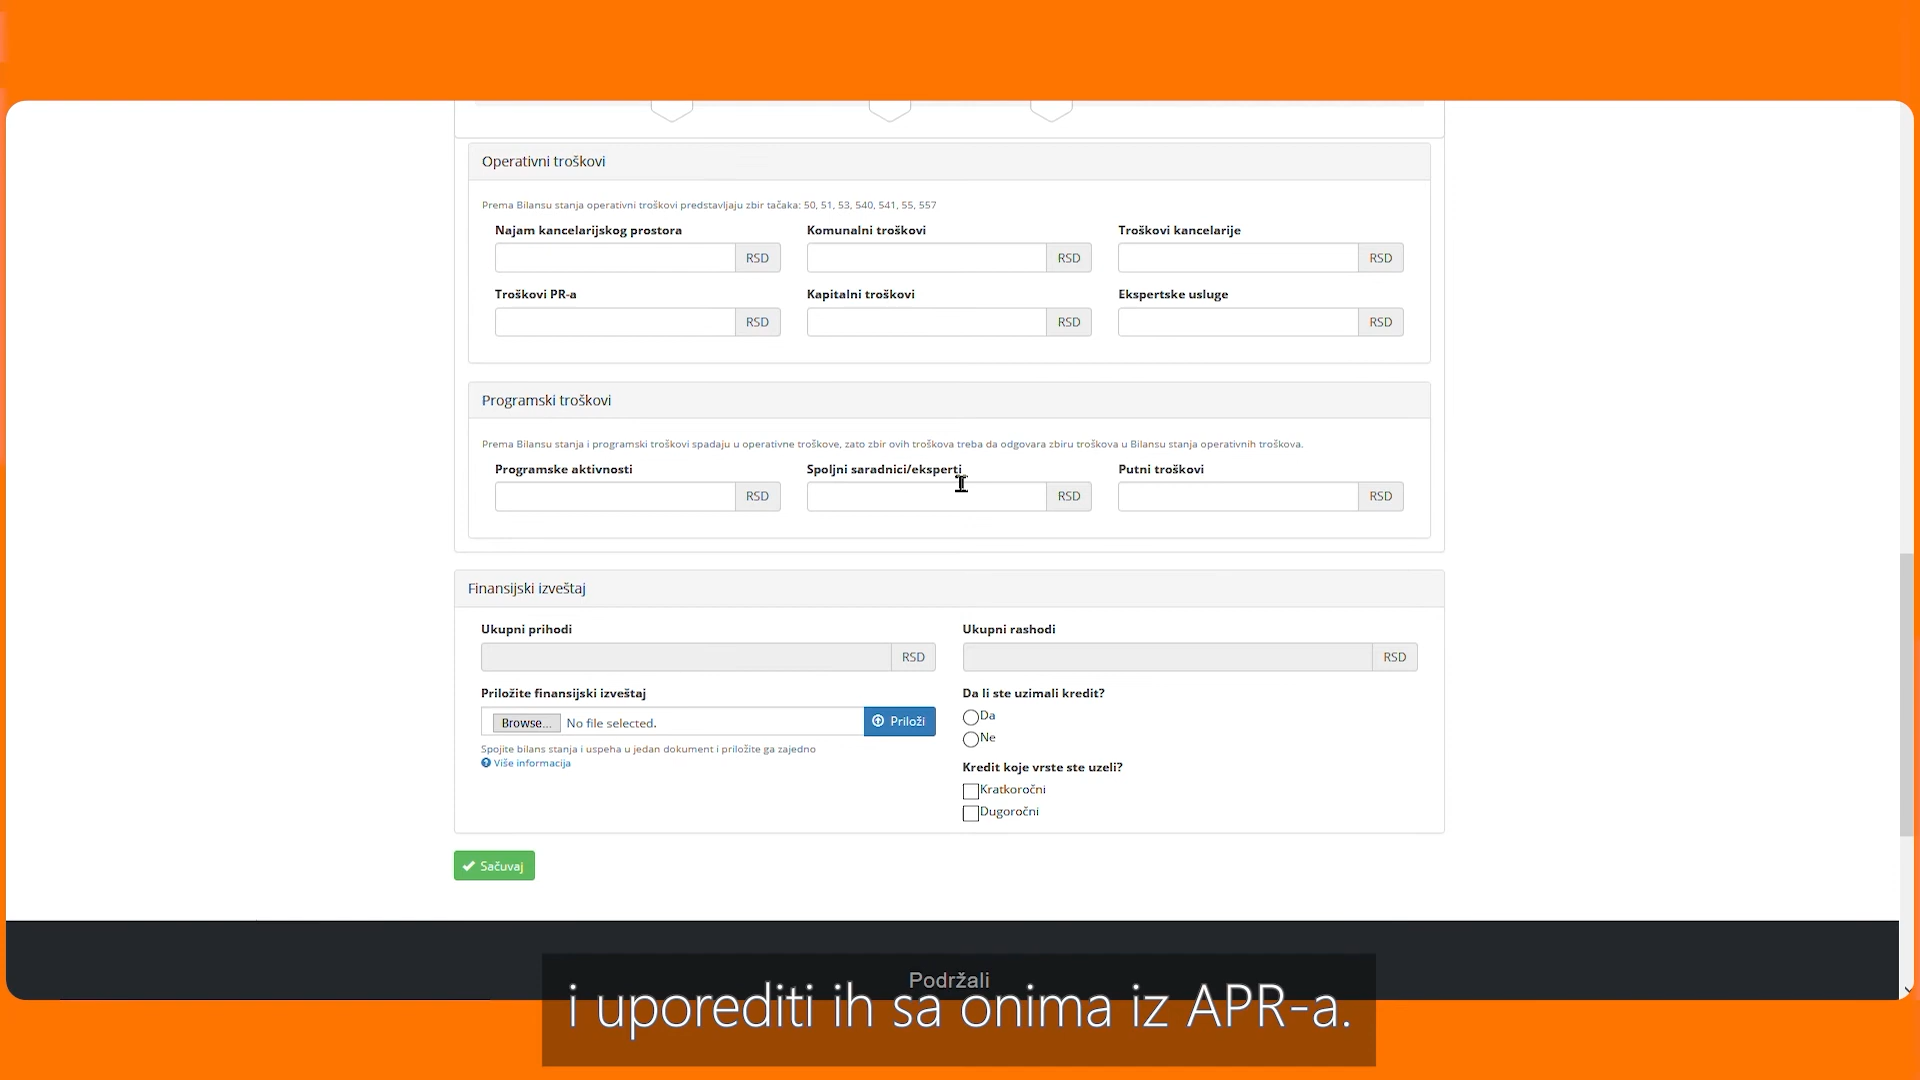 Operativni troškovi
Prema Bilansu stanja operativni troškovi predstavljaju zbir tačaka: 50, 51, 53, 540, 541, 55, 557
Najam kancelarijskog prostora Komunalni troškovi Troškovi kancelarije
RSD RSD RSD
Troškovi PR-a Kapitalni troškovi Ekspertske usluge
RSD RSD RSD
Programski troškovi
Prema Bilansu stanja i programski troškovi spadaju u operativne troškove, zato zbir ovih troškova treba da odgovara zbiru troškova u Bilansu stanja operativnih troškova.
Programske aktivnosti Spoljni saradnici/eksperti Putni troškovi
RSD RSD RSD
Finansijski izveštaj
Ukupni prihodi Ukupni rashodi
RSD RSD
Priložite finansijski izveštaj Da li ste uzimali kredit?
Browse... No file selected. Priloži Da
Ne
Spojite bilans stanja i uspeha u jedan dokument i priložite ga zajedno
Više informacija
Kredit koje vrste ste uzeli?
Kratkoročni
Dugoročni
Sačuvaj
Podržali
i uporediti ih sa onima iz APR-a.